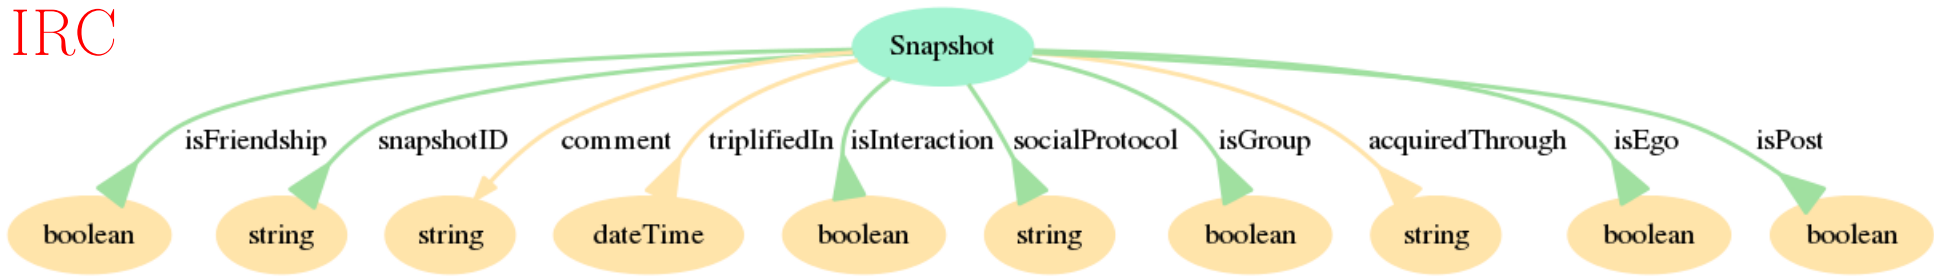 IRC
Snapshot
isFriendship snapshotID comment triplifiedIn isInteraction socialProtocol isGroup acquiredThrough isEgo isPost
boolean string string dateTime boolean string boolean string boolean boolean